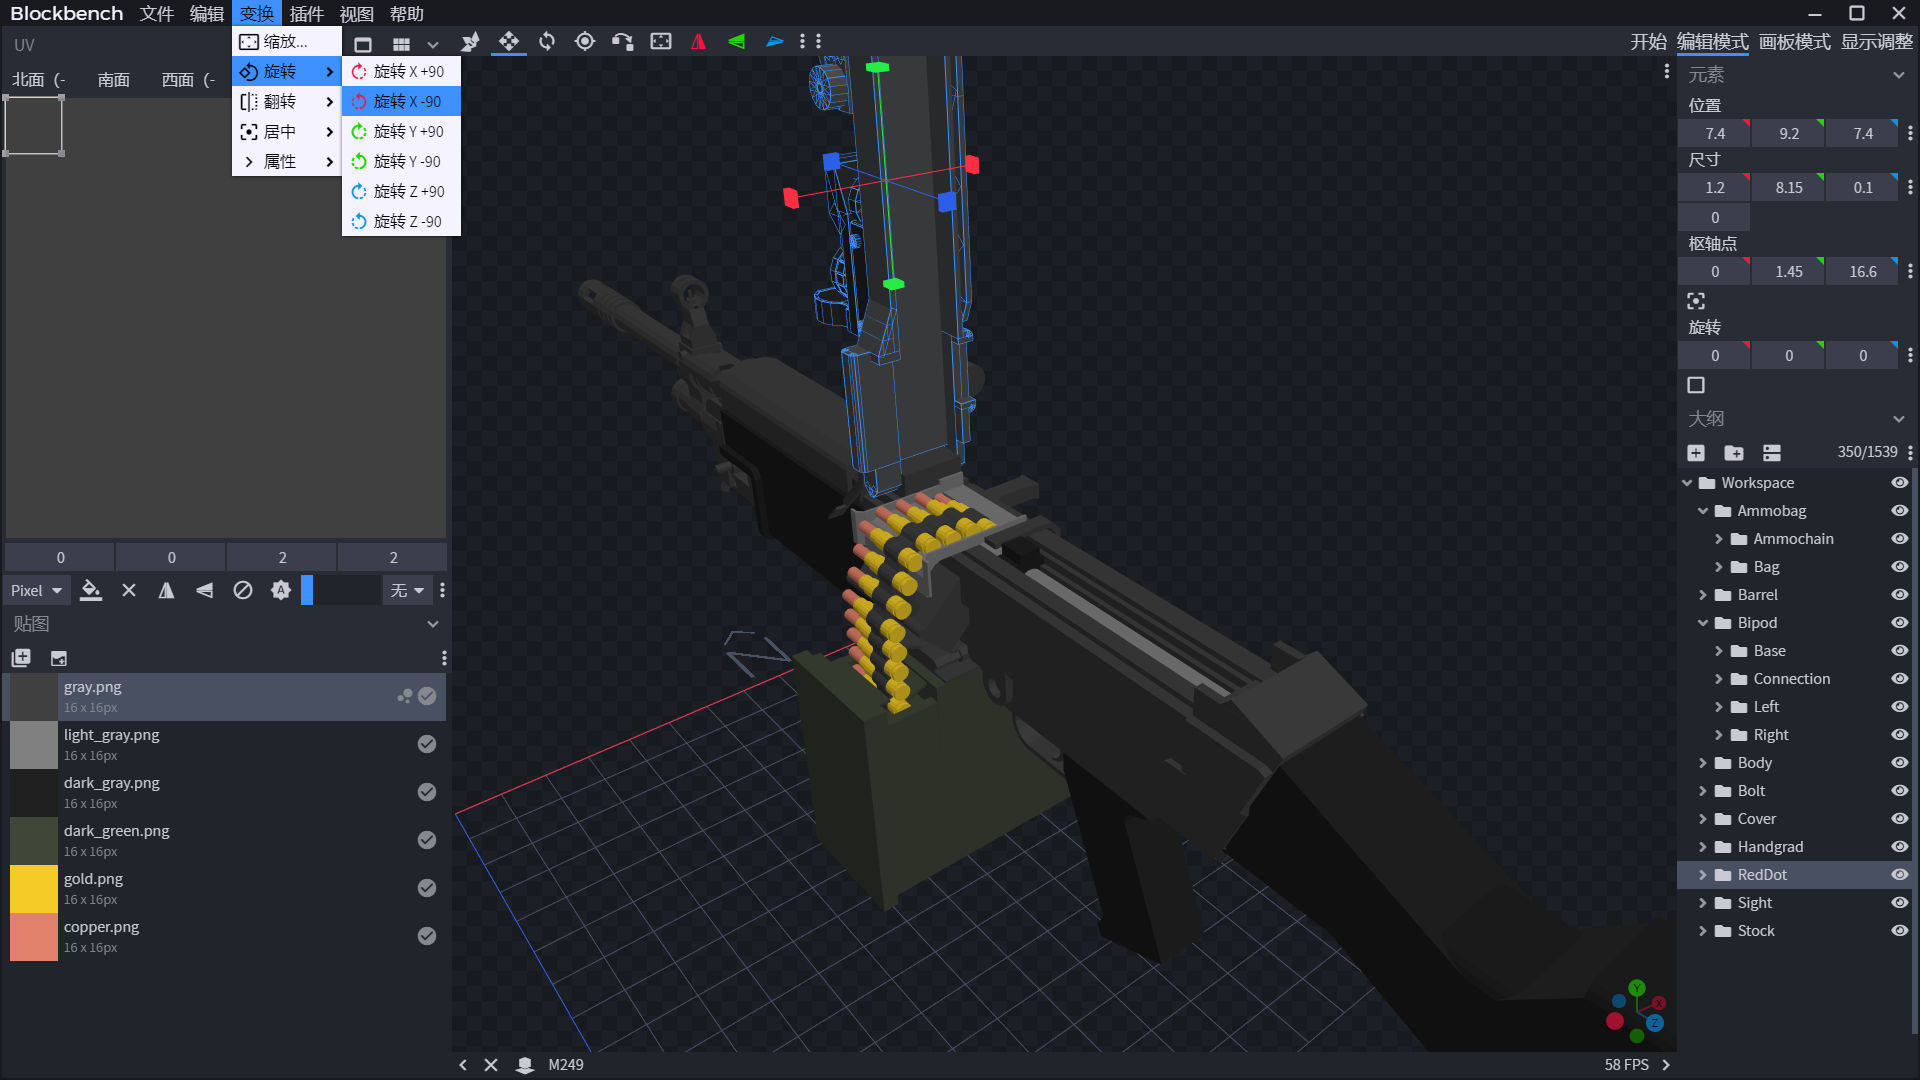 Blockbench 文件 编辑 变换 插件 视图 帮助
UV
北面 (- 南面 西面 (-
缩放...
旋转
翻转
居中
属性
旋转 X +90
旋转 X -90
旋转 Y +90
旋转 Y -90
旋转 Z +90
旋转 Z -90
开始 编辑模式 画板模式 显示调整
0 0 2 2
Pixel 无
贴图
gray.png
16 x 16px
light_gray.png
16 x 16px
dark_gray.png
16 x 16px
dark_green.png
16 x 16px
gold.png
16 x 16px
copper.png
16 x 16px
N
Y
X
Z
M249
58 FPS
元素
位置
7.4 9.2 7.4
尺寸
1.2 8.15 0.1
0
枢轴点
0 1.45 16.6
旋转
0 0 0
大纲
350/1539
Workspace
Ammobag
Ammochain
Bag
Barrel
Bipod
Base
Connection
Left
Right
Body
Bolt
Cover
Handgrad
RedDot
Sight
Stock